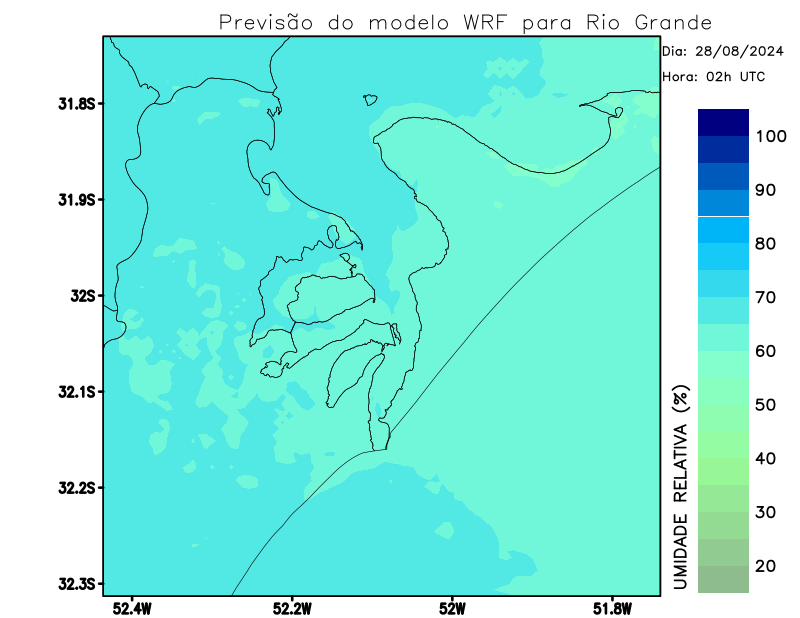 Previsão do modelo WRF para Rio Grande
Dia: 28/08/2024
Hora: 02h UTC
31.8S
31.9S
32S
32.1S
32.2S
32.3S
52.4W
52.2W
52W
51.8W
100
90
80
70
60
50
40
30
20
UMIDADE RELATIVA (%)